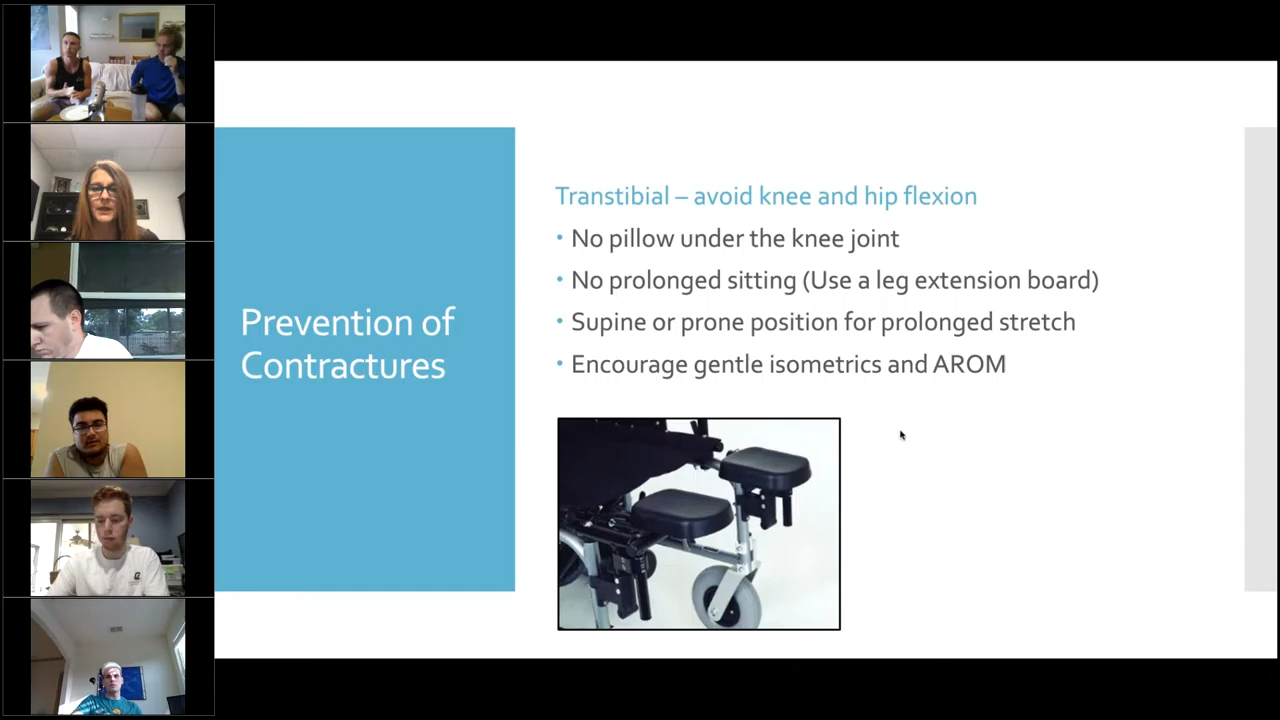 Prevention of
Contractures
Transtibial – avoid knee and hip flexion
• No pillow under the knee joint
• No prolonged sitting (Use a leg extension board)
• Supine or prone position for prolonged stretch
• Encourage gentle isometrics and AROM